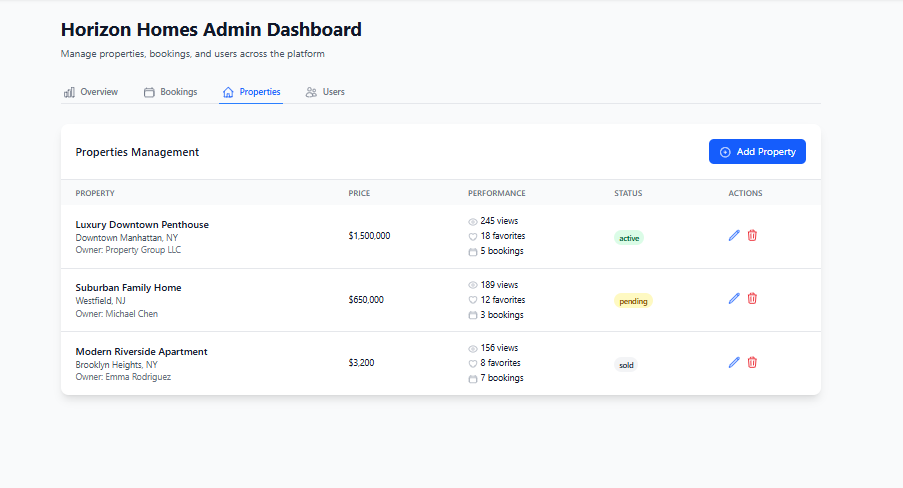 Horizon Homes Admin Dashboard
Manage properties, bookings, and users across the platform
Overview Bookings Properties Users
Properties Management Add Property
PROPERTY PRICE PERFORMANCE STATUS ACTIONS
Luxury Downtown Penthouse
Downtown Manhattan, NY
Owner: Property Group LLC
$1,500,000
245 views
18 favorites
5 bookings
active
Suburban Family Home
Westfield, NJ
Owner: Michael Chen
$650,000
189 views
12 favorites
3 bookings
pending
Modern Riverside Apartment
Brooklyn Heights, NY
Owner: Emma Rodriguez
$3,200
156 views
8 favorites
7 bookings
sold